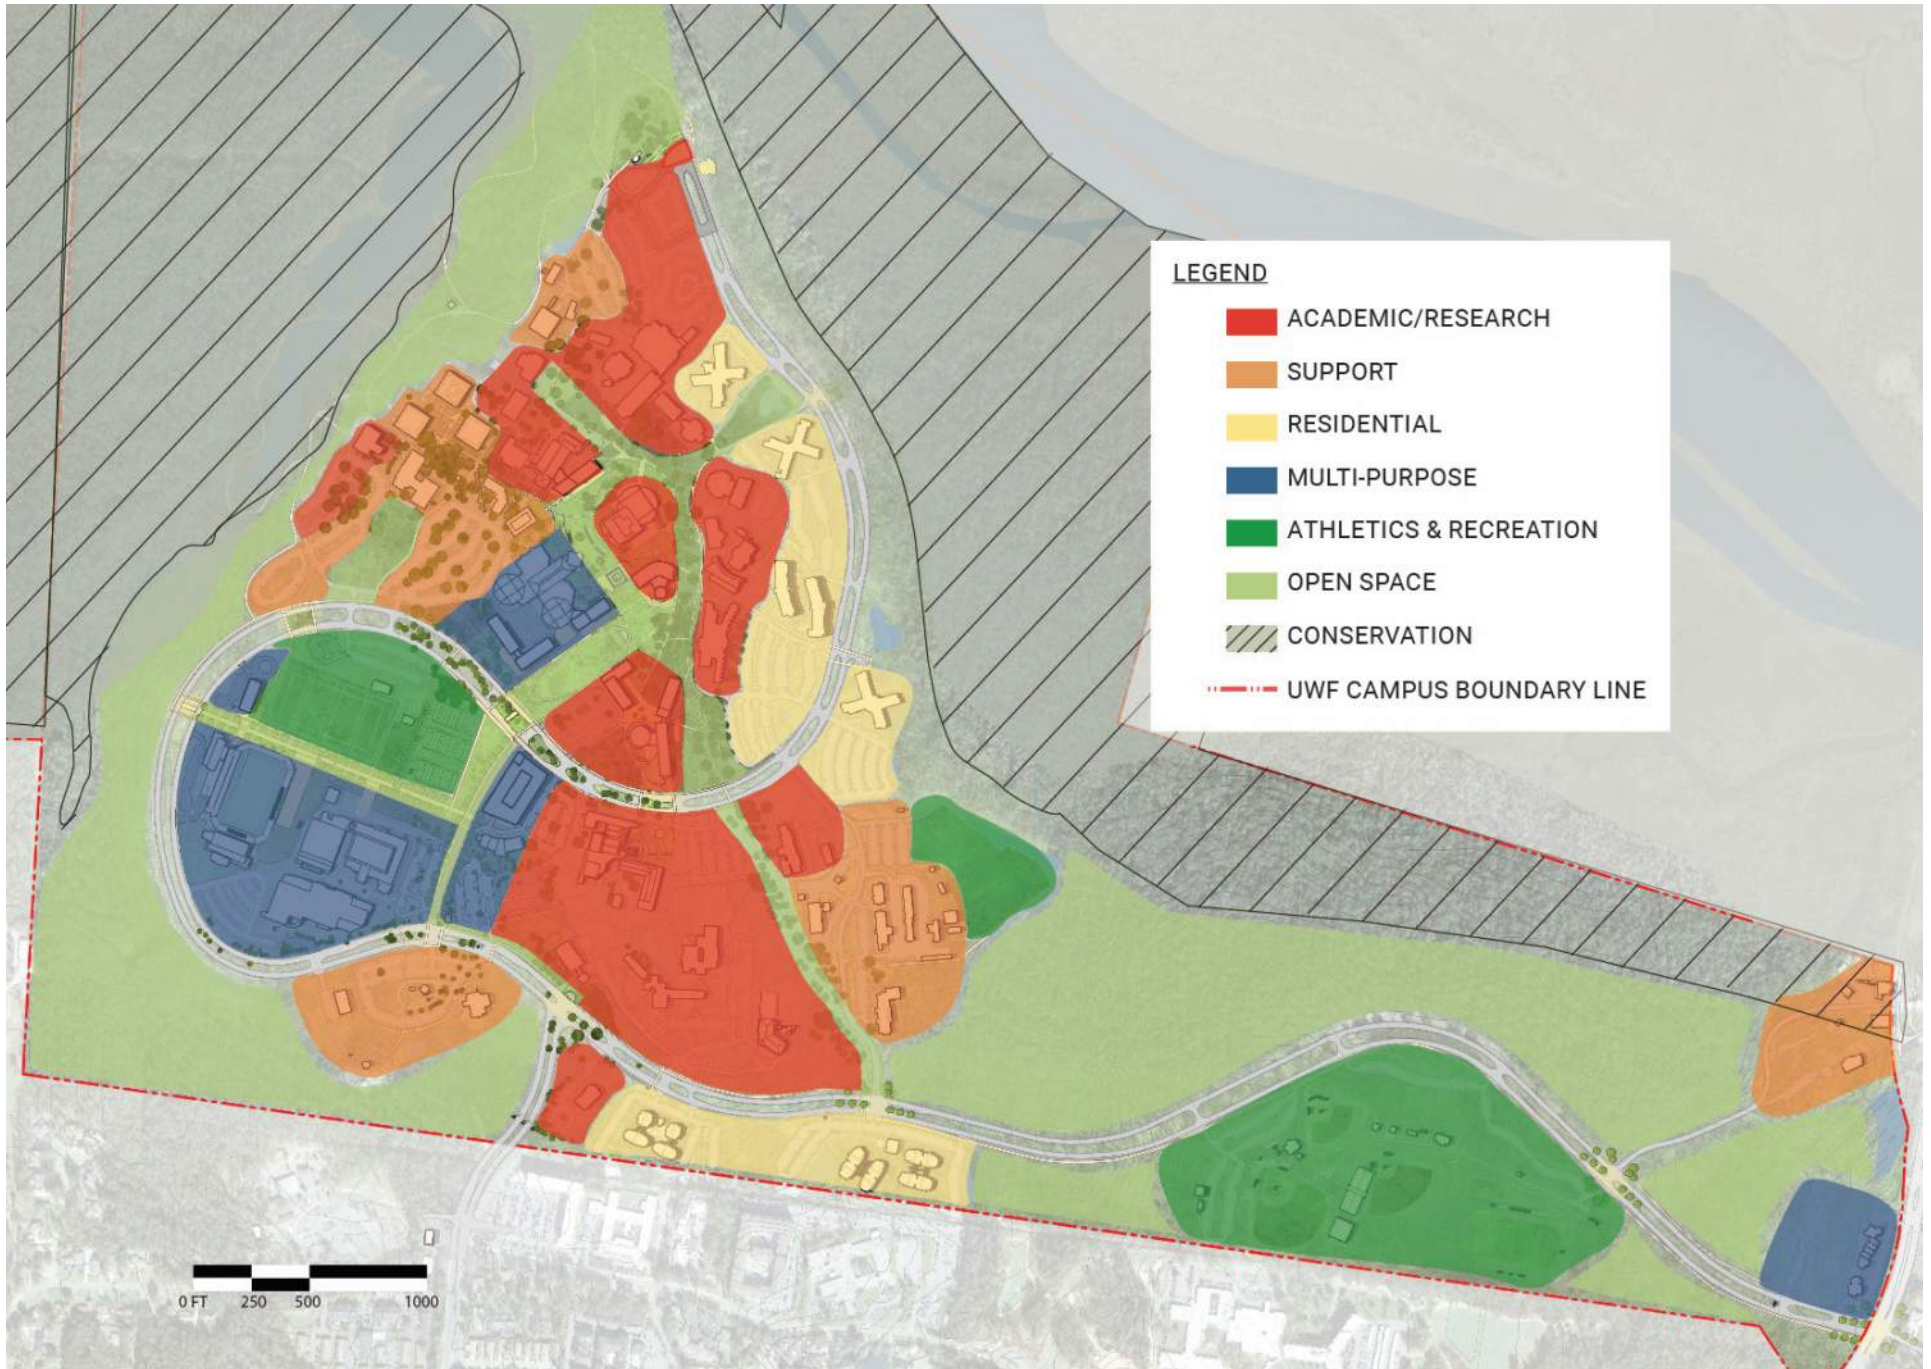 LEGEND
ACADEMIC/RESEARCH
SUPPORT
RESIDENTIAL
MULTI-PURPOSE
ATHLETICS & RECREATION
OPEN SPACE
CONSERVATION
UWF CAMPUS BOUNDARY LINE
0 FT 250 500 1000